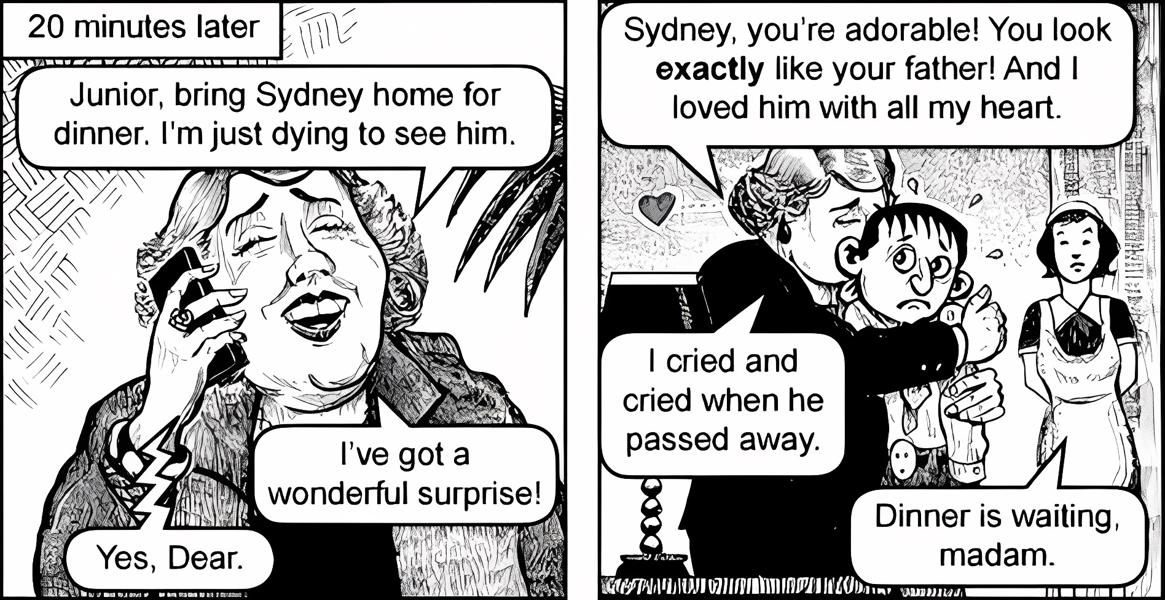 20 minutes later
Junior, bring Sydney home for
dinner. I'm just dying to see him.
I've got a
wonderful surprise!
Yes, Dear.
Sydney, you're adorable! You look
exactly like your father! And I
loved him with all my heart.
I cried and
cried when he
passed away.
Dinner is waiting,
madam.